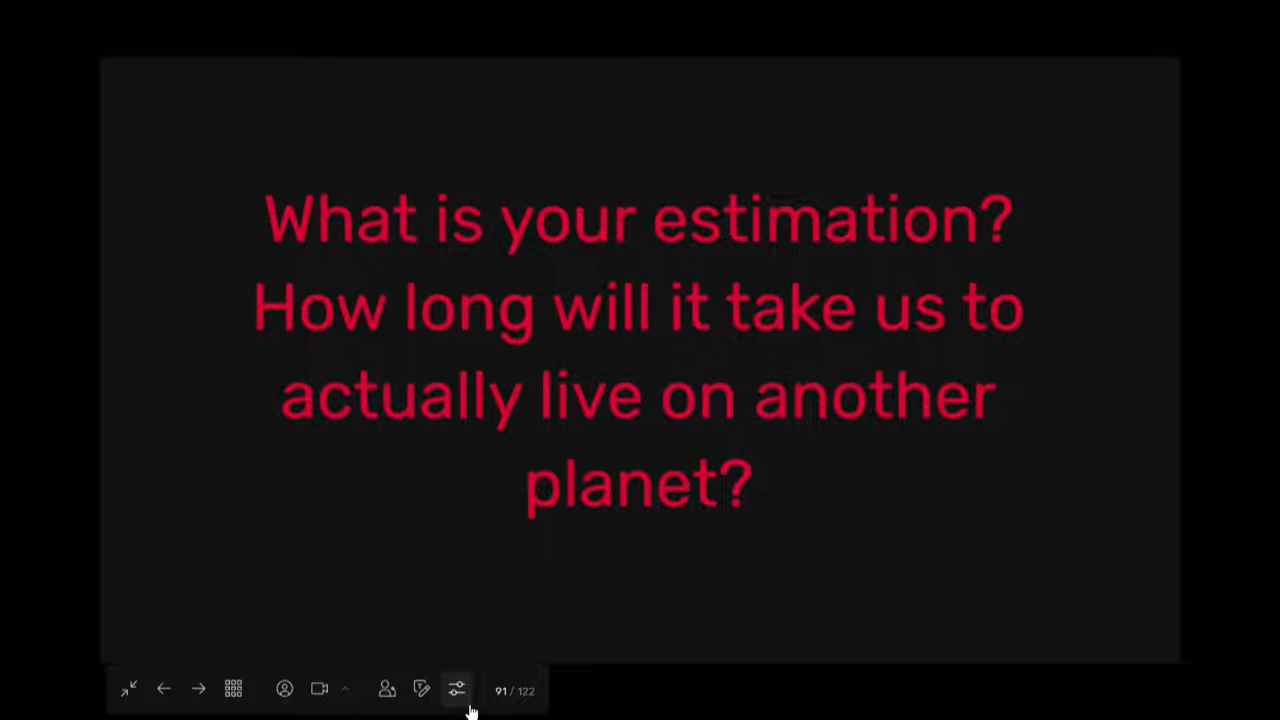 What is your estimation?
How long will it take us to
actually live on another
planet?
91 / 122